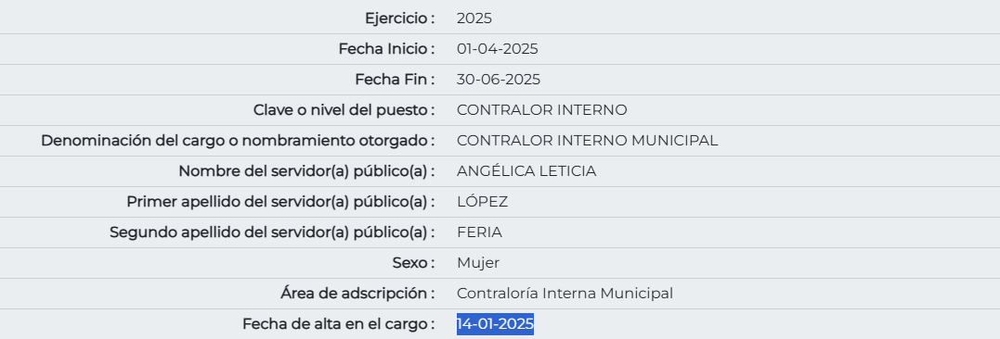 Ejercicio : 2025
Fecha Inicio : 01-04-2025
Fecha Fin : 30-06-2025
Clave o nivel del puesto : CONTRALOR INTERNO
Denominación del cargo o nombramiento otorgado : CONTRALOR INTERNO MUNICIPAL
Nombre del servidor(a) público(a) : ANGÉLICA LETICIA
Primer apellido del servidor(a) público(a) : LÓPEZ
Segundo apellido del servidor(a) público(a) : FERIA
Sexo : Mujer
Área de adscripción : Contraloría Interna Municipal
Fecha de alta en el cargo : 14-01-2025